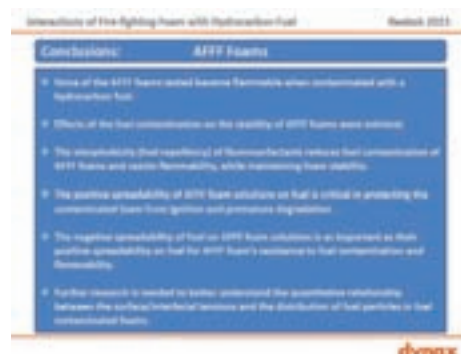 Interactions of Fire-fighting Foam with Hydrocarbon Fuel
Reebok 2013
Conclusions: AFFF Foams
None of the AFFF foams tested became flammable when contaminated with a
hydrocarbon fuel.
Effects of the fuel contamination on the stability of AFFF foams were
The oleophobicity (fuel repellency) of fluorosurfactants reduces fuel contamination of
AFFF foams and resists flammability, while maintaining foam stability.
The positive spreadability of AFFF foam solutions on fuel is critical in protecting the
contaminated foam from ignition and premature degradation
The negative spreadability of fuel on AFFF foam solutions is as important as their
positive spreadability on fuel for AFFF foam's resistance to fuel contamination and
flammability.
Further research is needed to better understand the quantitative relationship
between the surface/interfacial tensions and the distribution of fuel particles in fuel
contaminated foams.
dynax